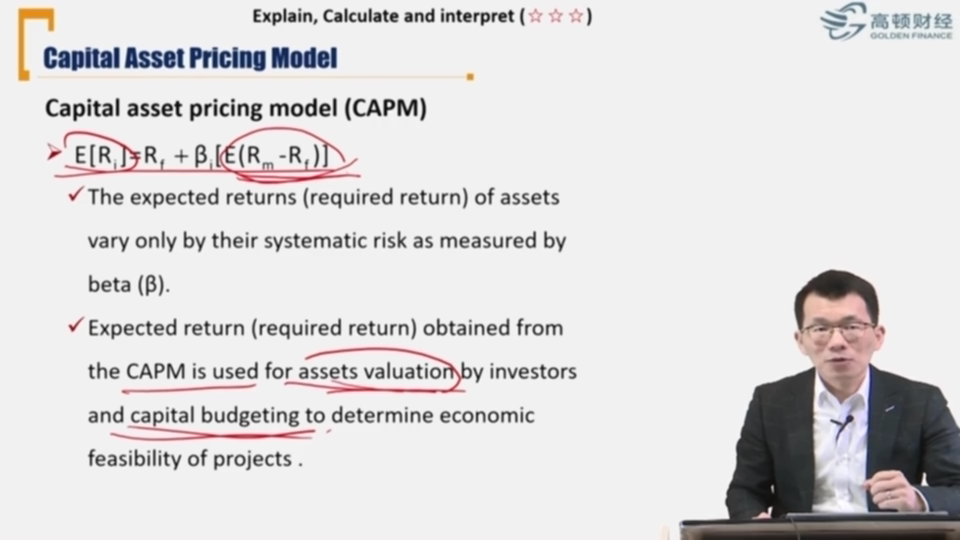 Explain, Calculate and interpret (☆☆☆)
高顿财经
GOLDEN FINANCE
Capital Asset Pricing Model
Capital asset pricing model (CAPM)
➤ E[Rᵢ]=R_f + βᵢ[E(Rₘ -R_f)]
✓The expected returns (required return) of assets
vary only by their systematic risk as measured by
beta (β).
✓Expected return (required return) obtained from
the CAPM is used for assets valuation by investors
and capital budgeting to determine economic
feasibility of projects .